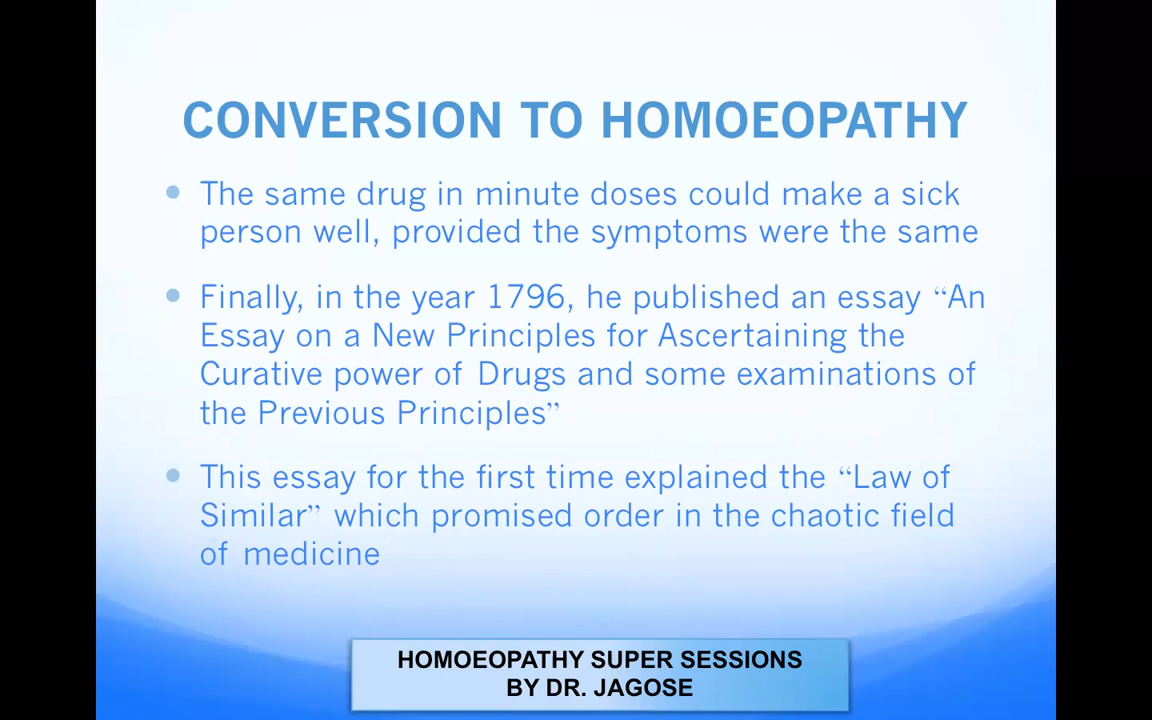 CONVERSION TO HOMOEOPATHY
The same drug in minute doses could make a sick
person well, provided the symptoms were the same
Finally, in the year 1796, he published an essay “An
Essay on a New Principles for Ascertaining the
Curative power of Drugs and some examinations of
the Previous Principles”
This essay for the first time explained the “Law of
Similar” which promised order in the chaotic field
of medicine
HOMOEOPATHY SUPER SESSIONS
BY DR. JAGOSE